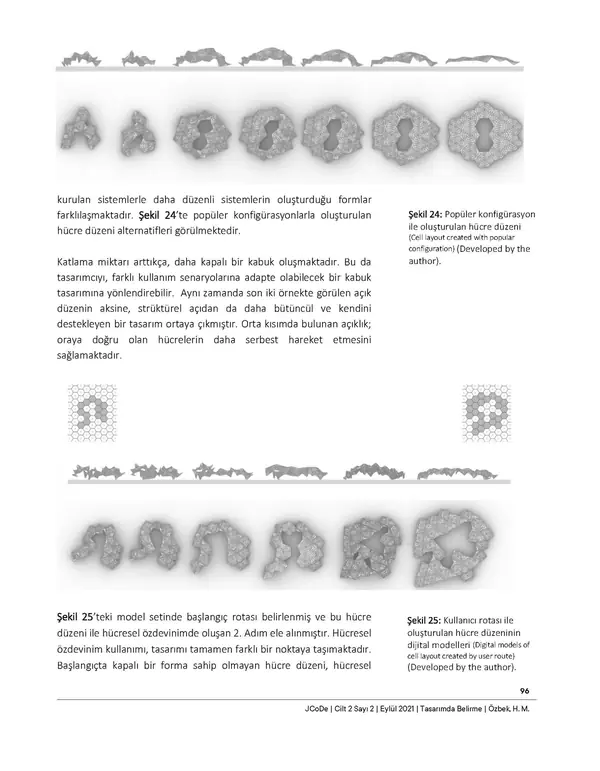 kurulan sistemlerle daha düzenli sistemlerin oluşturduğu formlar
farklılaşmaktadır. Şekil 24'te popüler konfigürasyonlarla oluşturulan
hücre düzeni alternatifleri görülmektedir.
Şekil 24: Popüler konfigürasyon
ile oluşturulan hücre düzeni
(Cell layout created with popular
configuration) (Developed by the
author).
Katlama miktarı arttıkça, daha kapalı bir kabuk oluşmaktadır. Bu da
tasarımcıyı, farklı kullanım senaryolarına adapte olabilecek bir kabuk
tasarımına yönlendirebilir. Aynı zamanda son iki örnekte görülen açık
düzenin aksine, strüktürel açıdan da daha bütüncül ve kendini
destekleyen bir tasarım ortaya çıkmıştır. Orta kısımda bulunan açıklık;
oraya doğru olan hücrelerin daha serbest hareket etmesini
sağlamaktadır.
Şekil 25'teki model setinde başlangıç rotası belirlenmiş ve bu hücre
düzeni ile hücresel özdevinimde oluşan 2. Adım ele alınmıştır. Hücresel
özdevinim kullanımı, tasarımı tamamen farklı bir noktaya taşımaktadır.
Başlangıçta kapalı bir forma sahip olmayan hücre düzeni, hücresel
Şekil 25: Kullanıcı rotası ile
oluşturulan hücre düzeninin
dijital modelleri (Digital models of
cell layout created by user route)
(Developed by the author).
96
JCoDe | Cilt 2 Sayı 2 | Eylül 2021 | Tasarımda Belirme | Özbek, H. M.